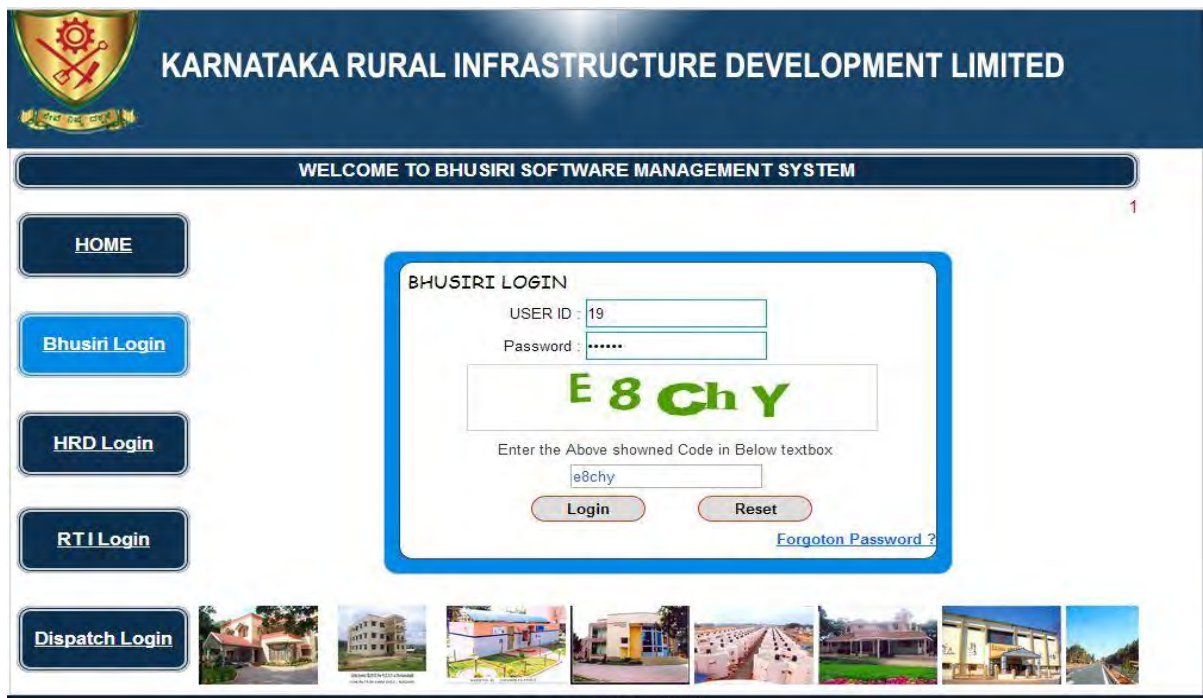 KARNATAKA RURAL INFRASTRUCTURE DEVELOPMENT LIMITED
WELCOME TO BHUSIRI SOFTWARE MANAGEMENT SYSTEM
1
HOME
Bhusiri Login
HRD Login
RTI Login
Dispatch Login
BHUSIRI LOGIN
USER ID : 19
Password : ••••••
E8ChY
Enter the Above showned Code in Below textbox
e8chy
Login Reset
Forgoton Password ?